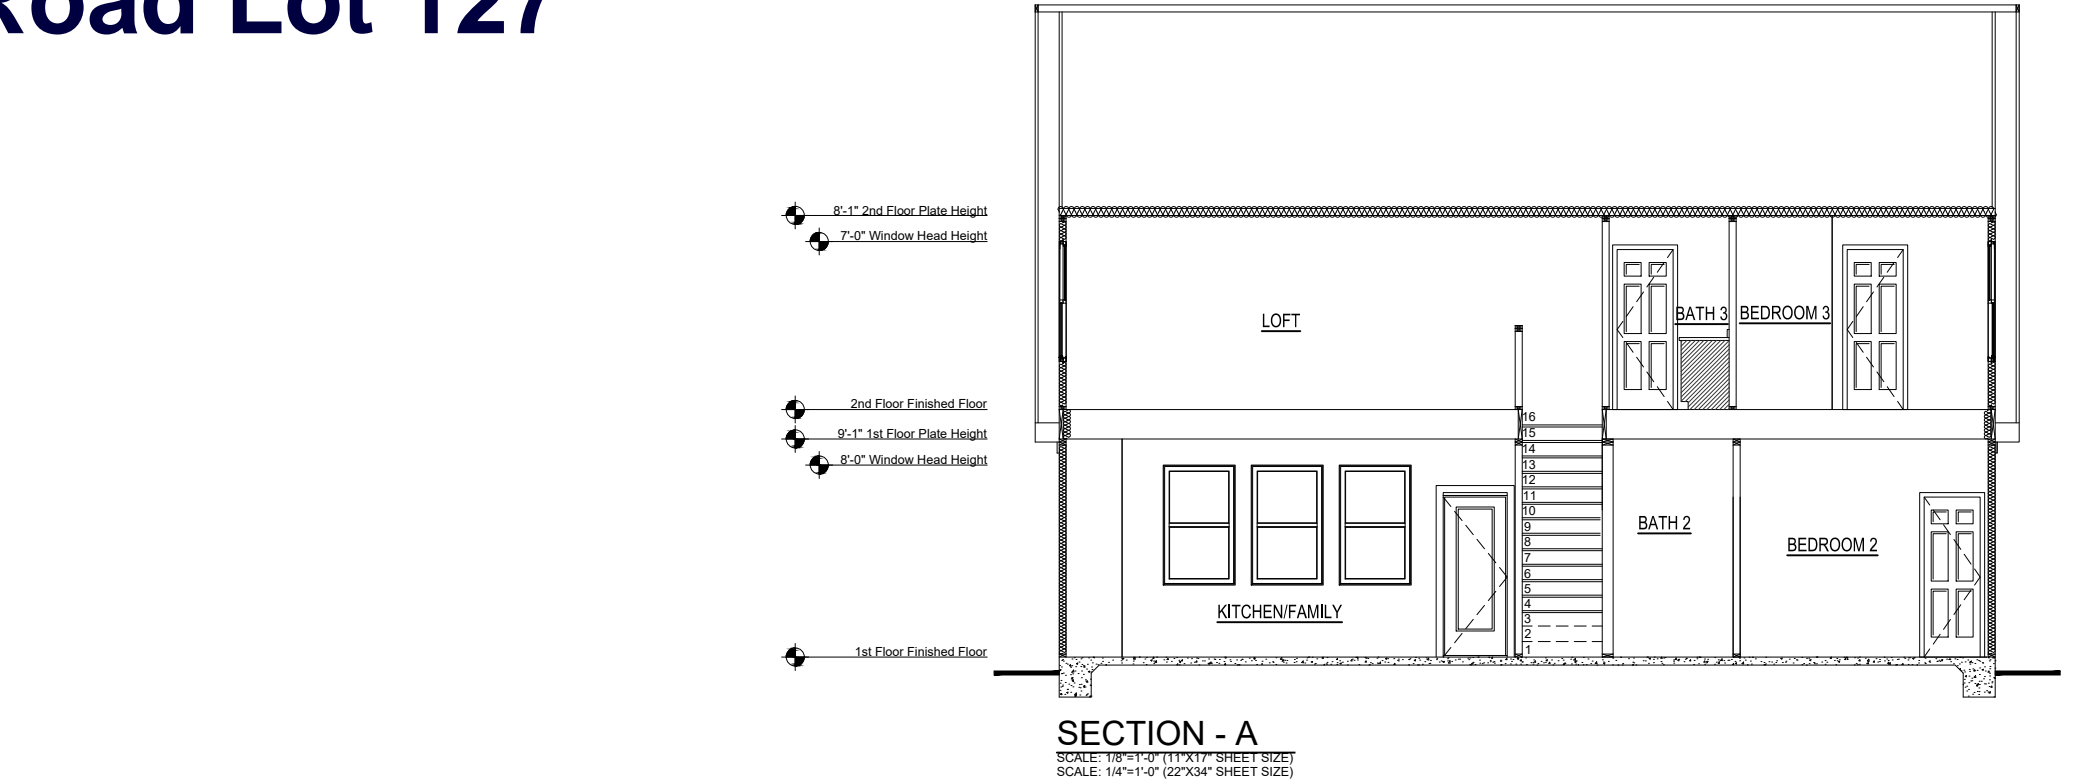 Road Lot 127
8'-1" 2nd Floor Plate Height
7'-0" Window Head Height
LOFT
BATH 3
BEDROOM 3
2nd Floor Finished Floor
9'-1" 1st Floor Plate Height
8'-0" Window Head Height
16
15
14
13
12
11
10
9
8
7
6
5
4
3
2
1
BATH 2
BEDROOM 2
KITCHEN/FAMILY
1st Floor Finished Floor
SECTION - A
SCALE: 1/8"=1'-0" (11"X17" SHEET SIZE)
SCALE: 1/4"=1'-0" (22"X34" SHEET SIZE)